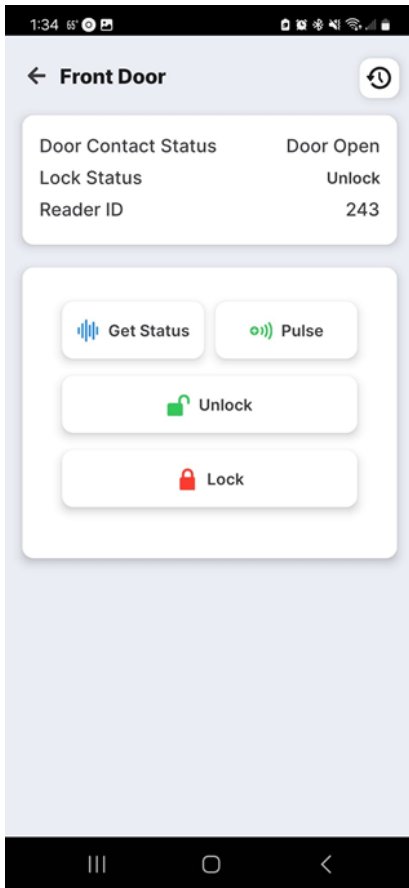 1:34 65°
Front Door
Door Contact Status Door Open
Lock Status Unlock
Reader ID 243
Get Status Pulse
Unlock
Lock